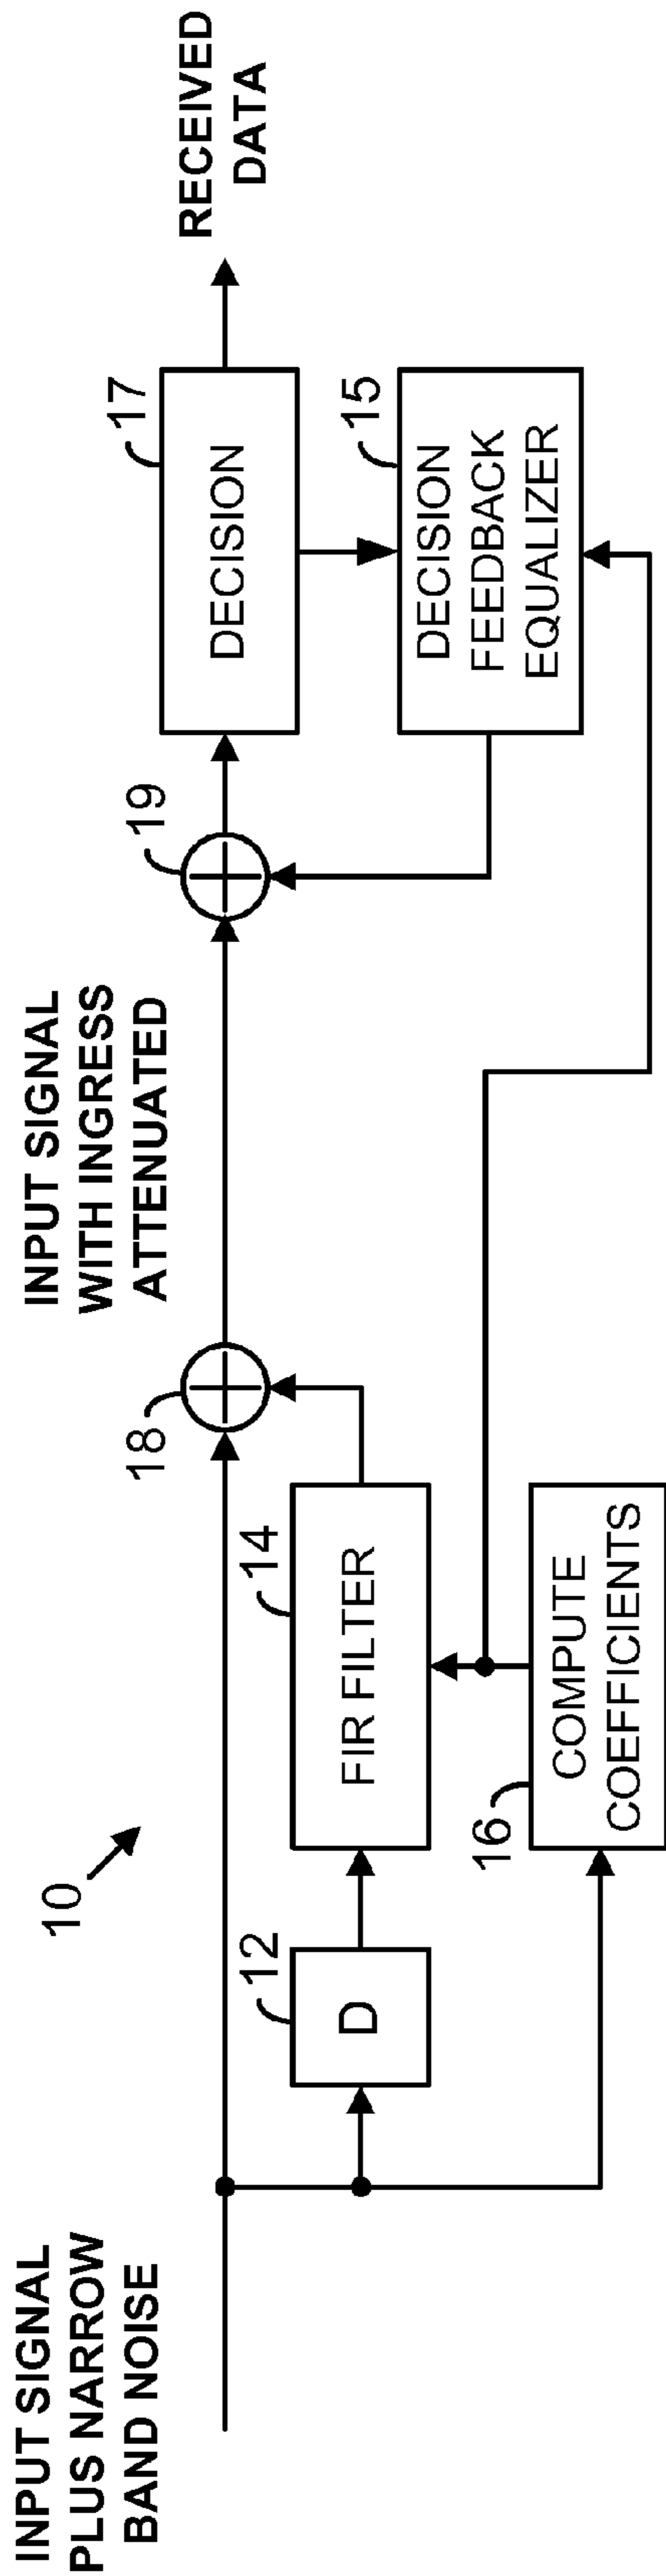 INPUT SIGNAL
PLUS NARROW
BAND NOISE
10
12
D
14
FIR FILTER
16
COMPUTE
COEFFICIENTS
18
INPUT SIGNAL
WITH INGRESS
ATTENUATED
19
17
DECISION
15
DECISION
FEEDBACK
EQUALIZER
RECEIVED
DATA